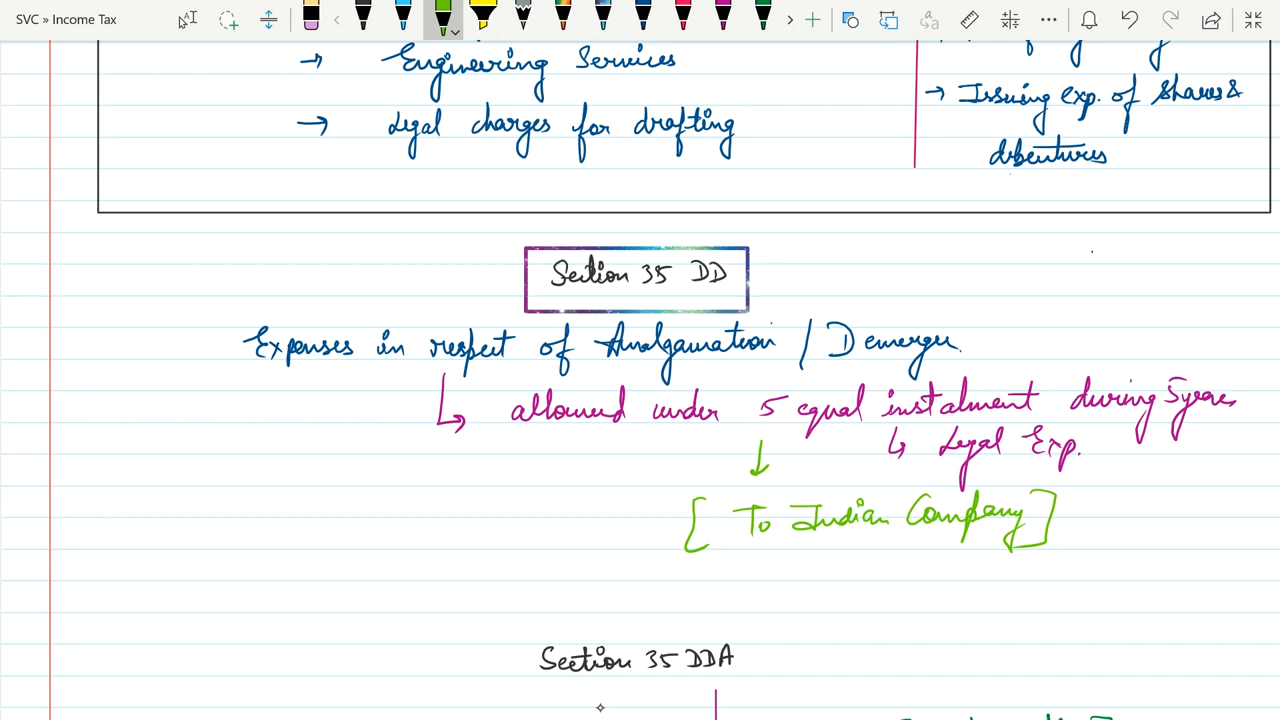 SVC » Income Tax
→ Engineering Services
→ Legal charges for drafting
→ Issuing exp. of shares &
debentures
Section 35 DD
Expenses in respect of Amalgamation / Demerger.
↳ allowed under 5 equal instalment during 5 years
↳ Legal Exp.
↓
[ To Indian Company ]
Section 35 DDA